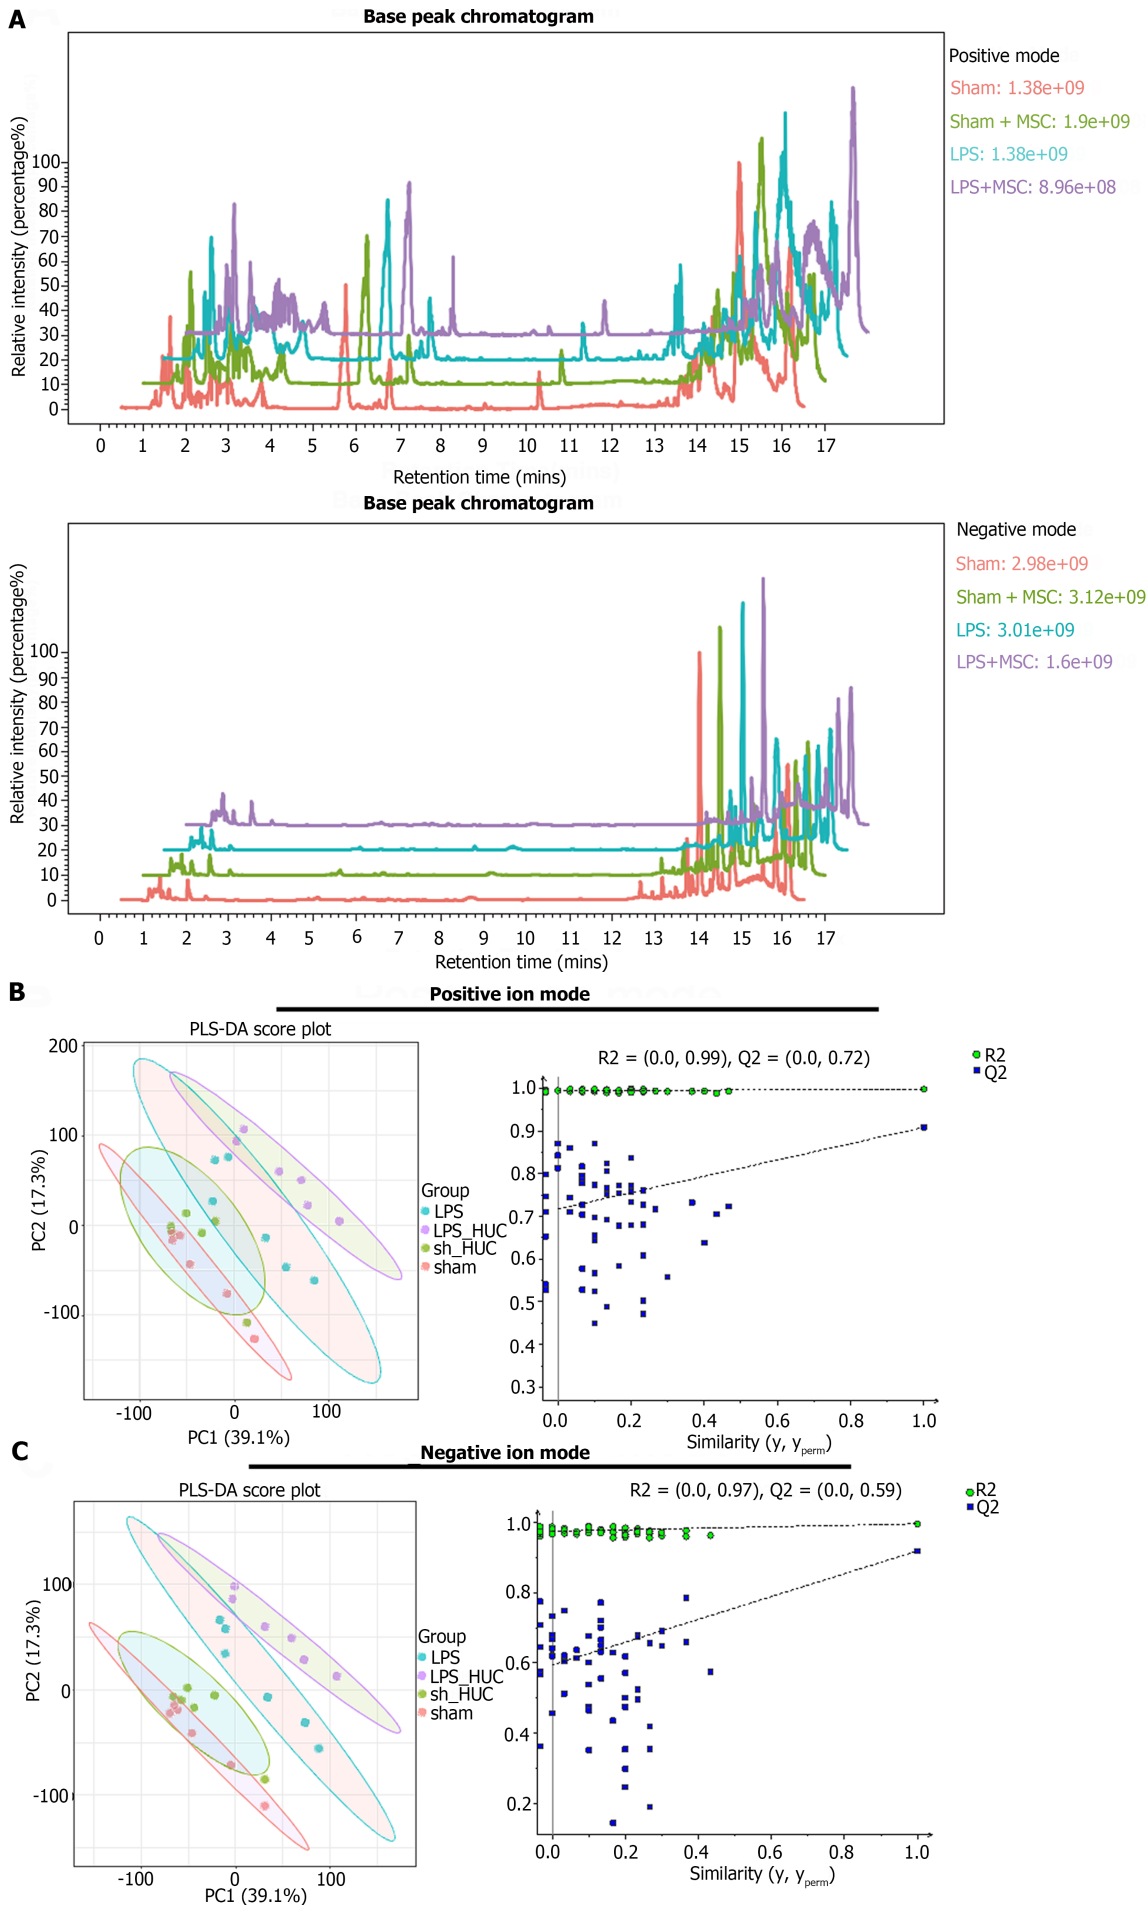 A
Base peak chromatogram
Relative intensity (percentage%)
100
90
80
70
60
50
40
30
20
10
0
0 1 2 3 4 5 6 7 8 9 10 11 12 13 14 15 16 17
Retention time (mins)
Positive mode
Sham: 1.38e+09
Sham + MSC: 1.9e+09
LPS: 1.38e+09
LPS+MSC: 8.96e+08
Base peak chromatogram
Relative intensity (percentage%)
100
90
80
70
60
50
40
30
20
10
0
0 1 2 3 4 5 6 7 8 9 10 11 12 13 14 15 16 17
Retention time (mins)
Negative mode
Sham: 2.98e+09
Sham + MSC: 3.12e+09
LPS: 3.01e+09
LPS+MSC: 1.6e+09
B
Positive ion mode
PLS-DA score plot
PC2 (17.3%)
200
100
0
-100
-100 0 100
PC1 (39.1%)
Group
LPS
LPS_HUC
sh_HUC
sham
R2 = (0.0, 0.99), Q2 = (0.0, 0.72)
R2
Q2
1.0
0.9
0.8
0.7
0.6
0.5
0.4
0.3
0.0 0.2 0.4 0.6 0.8 1.0
Similarity (y, yperm)
C
Negative ion mode
PLS-DA score plot
PC2 (17.3%)
100
0
-100
-100 0 100
PC1 (39.1%)
Group
LPS
LPS_HUC
sh_HUC
sham
R2 = (0.0, 0.97), Q2 = (0.0, 0.59)
R2
Q2
1.0
0.8
0.6
0.4
0.2
0.0 0.2 0.4 0.6 0.8 1.0
Similarity (y, yperm)